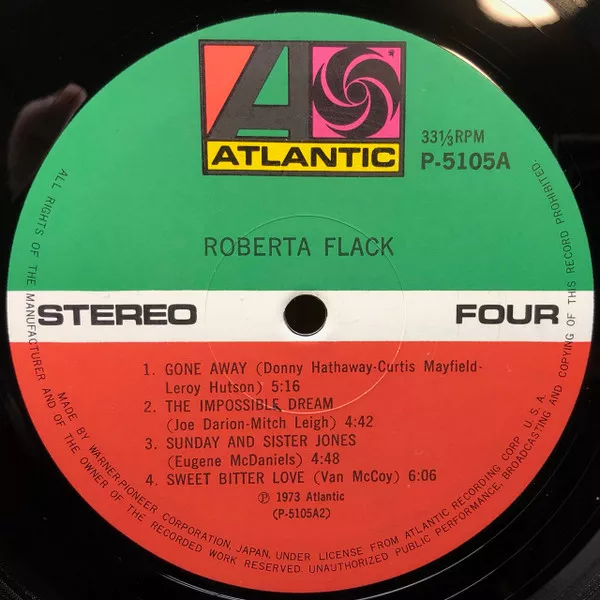 ATLANTIC
33⅓RPM
P-5105A
ROBERTA FLACK
STEREO
FOUR
1. GONE AWAY (Donny Hathaway-Curtis Mayfield-
Leroy Hutson) 5:16
2. THE IMPOSSIBLE DREAM
(Joe Darion-Mitch Leigh) 4:42
3. SUNDAY AND SISTER JONES
(Eugene McDaniels) 4:48
4. SWEET BITTER LOVE (Van McCoy) 6:06
Ⓟ 1973 Atlantic
(P-5105A2)
MADE BY WARNER-PIONEER CORPORATION, JAPAN, UNDER LICENSE FROM ATLANTIC RECORDING CORP. U.S.A.
ALL RIGHTS OF THE MANUFACTURER AND OF THE OWNER OF THE RECORDED WORK RESERVED. UNAUTHORIZED PUBLIC PERFORMANCE, BROADCASTING AND COPYING OF THIS RECORD PROHIBITED.